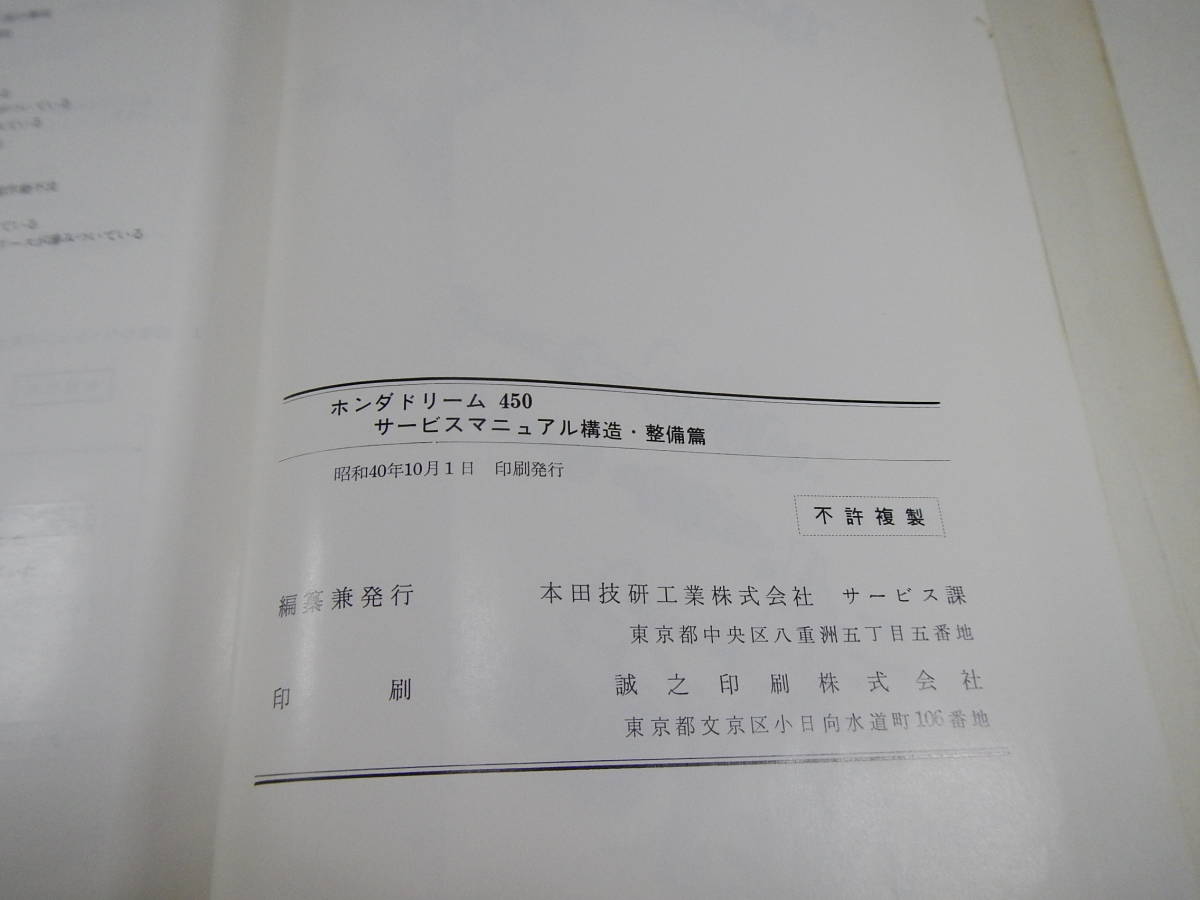 ホンダドリーム 450
サービスマニュアル構造・整備篇
昭和40年10月1日 印刷発行
不許複製
編纂兼発行 本田技研工業株式会社 サービス課
東京都中央区八重洲五丁目五番地
印刷 誠之印刷株式会社
東京都文京区小日向水道町106番地